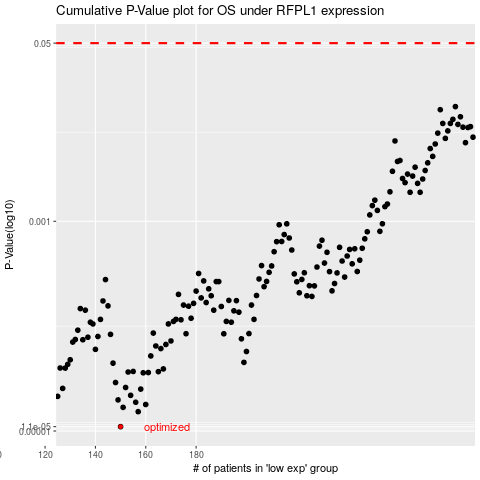 Cumulative P-Value plot for OS under RFPL1 expression
0.05
0.001
1.1e-05
0.00001
optimized
0 120 140 160 180
# of patients in 'low exp' group
P-Value(log10)